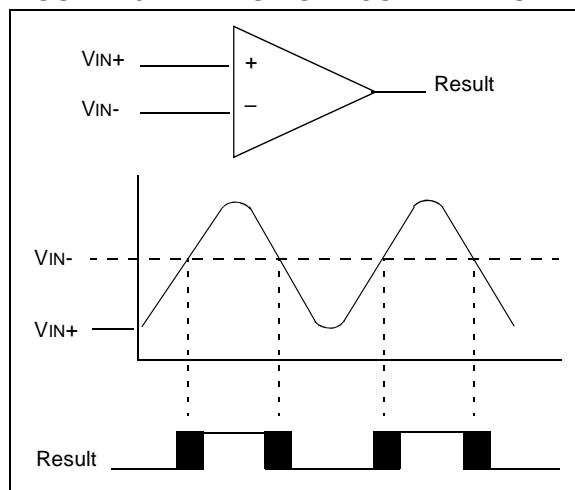 VIN+
+
Result
VIN-
–
VIN-
VIN+
Result